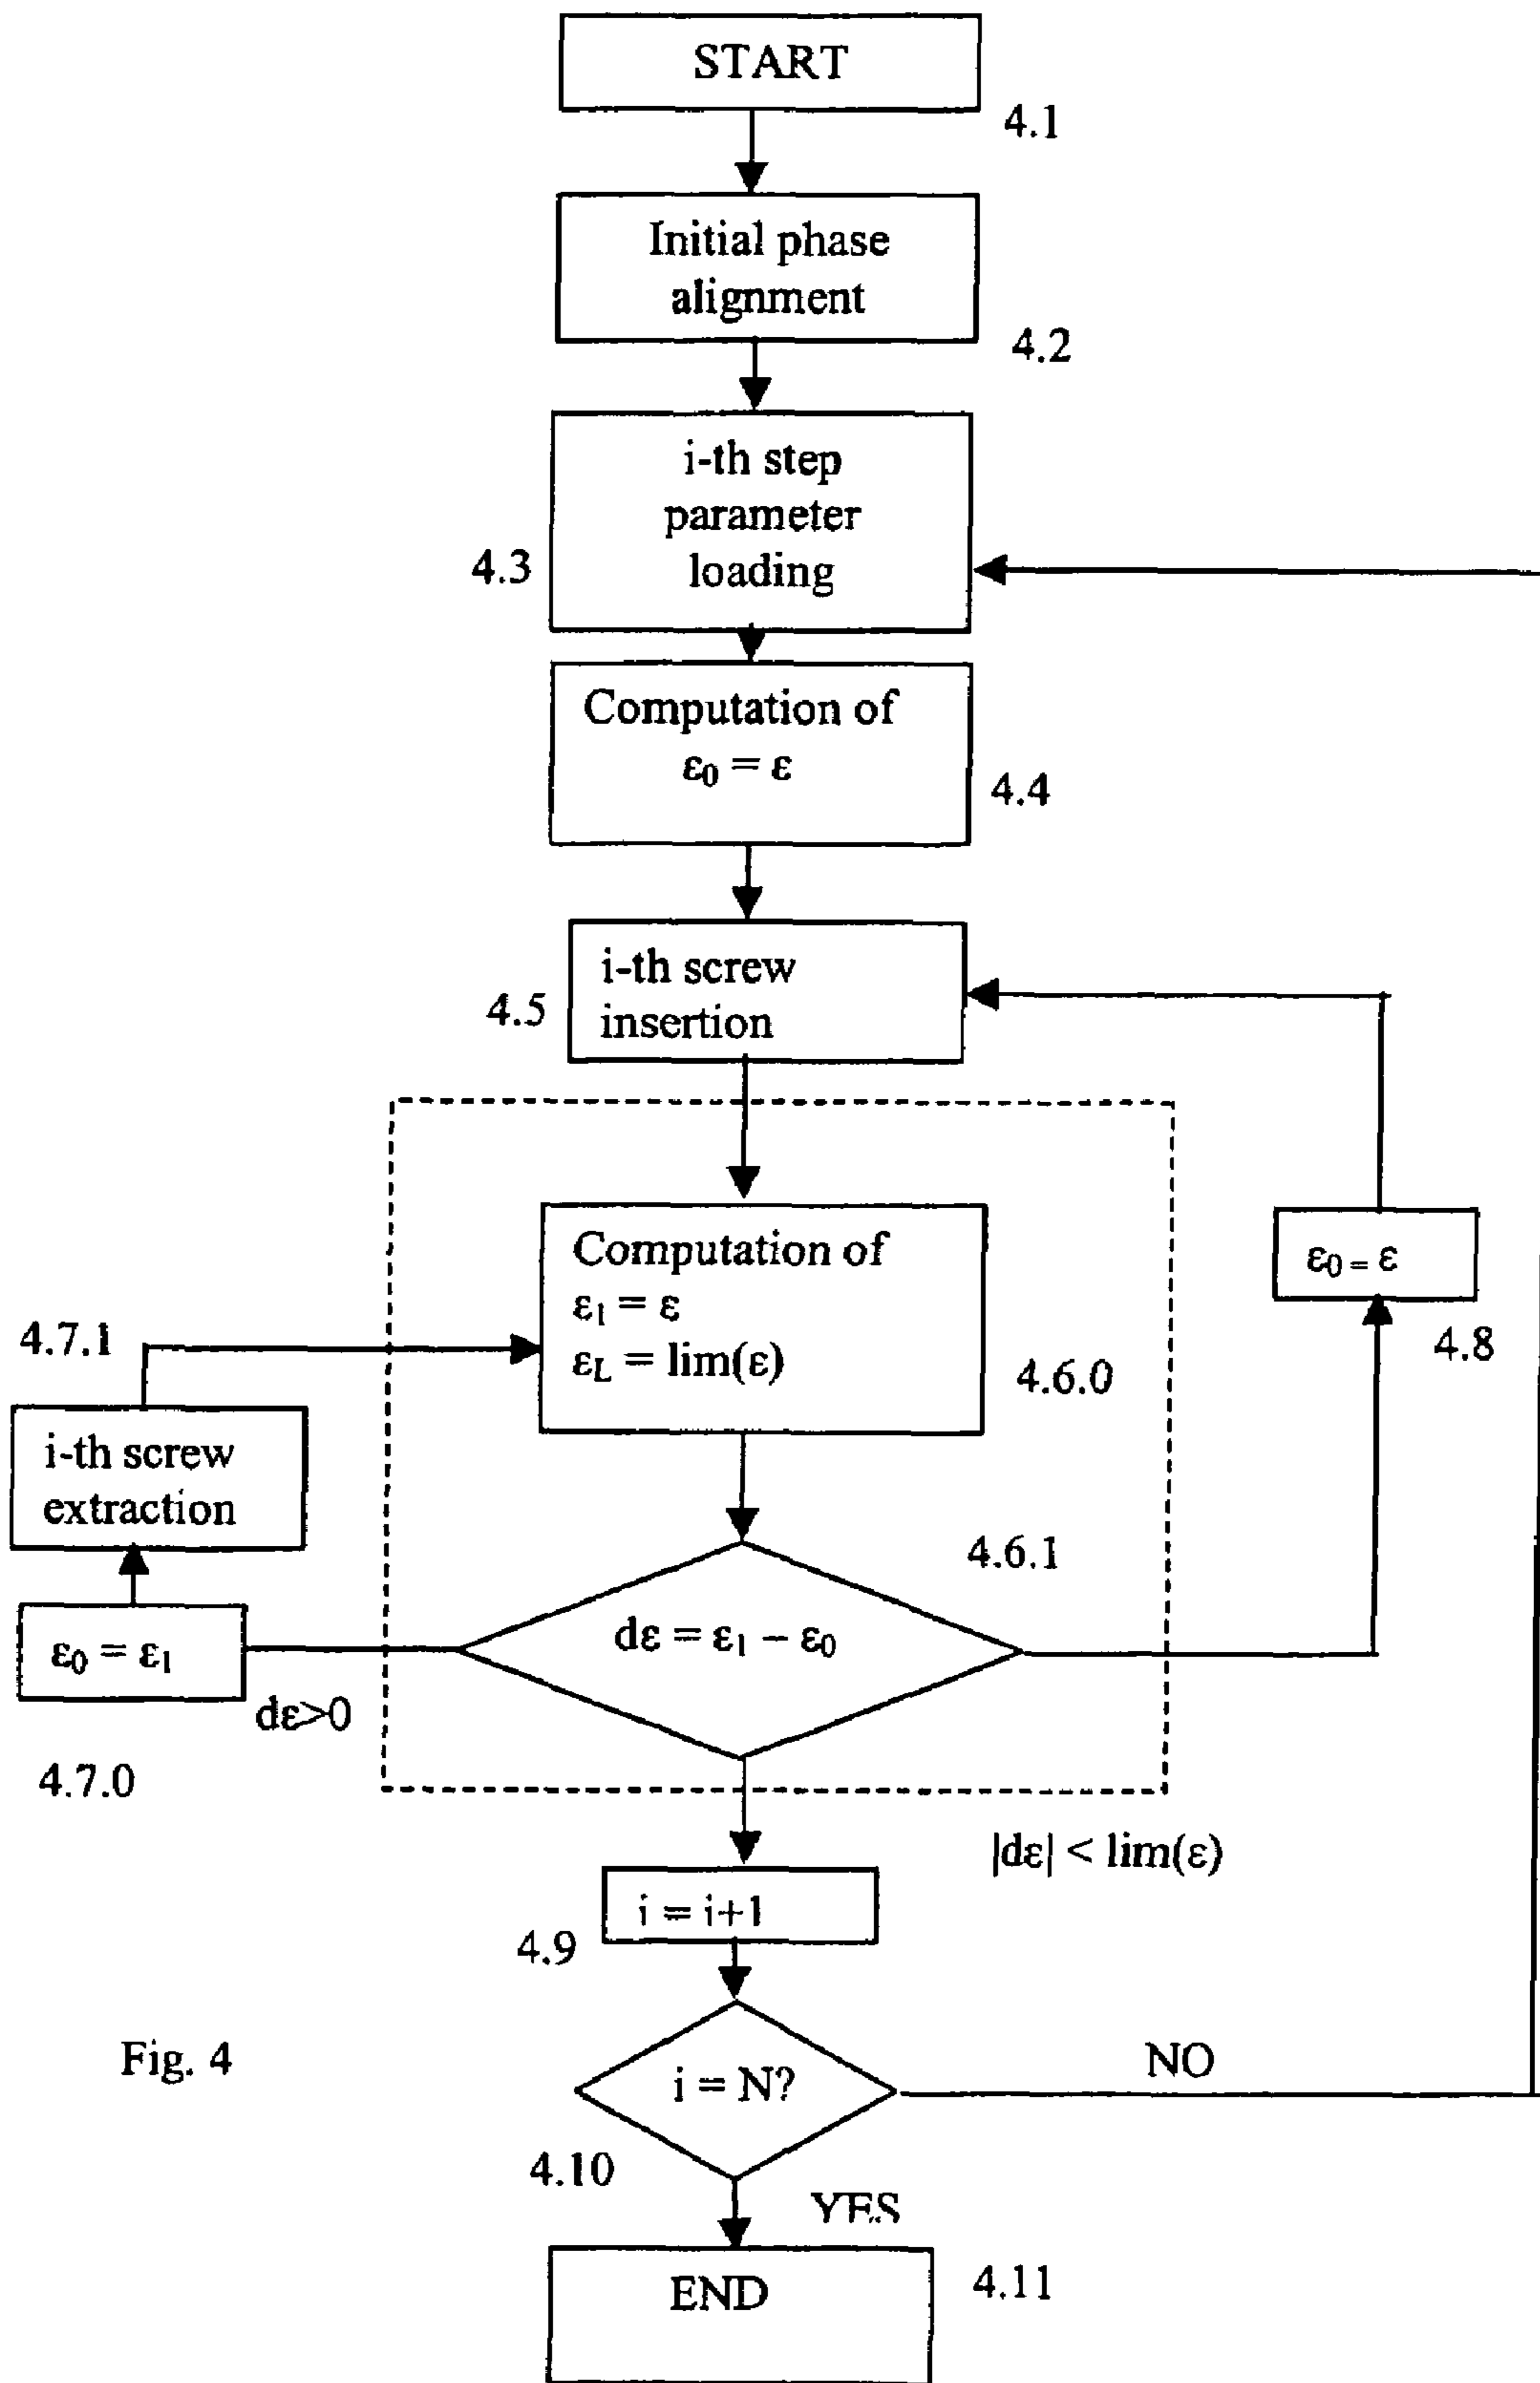 START
4.1
Initial phase
alignment
4.2
i-th step
parameter
loading
4.3
Computation of
ε₀ = ε
4.4
i-th screw
insertion
4.5
Computation of
ε₁ = ε
ε_L = lim(ε)
4.6.0
ε₀ = ε
4.8
4.7.1
i-th screw
extraction
4.6.1
dε = ε₁ – ε₀
ε₀ = ε₁
dε>0
4.7.0
|dε| < lim(ε)
i = i+1
4.9
Fig. 4
i = N?
NO
4.10
YES
END
4.11